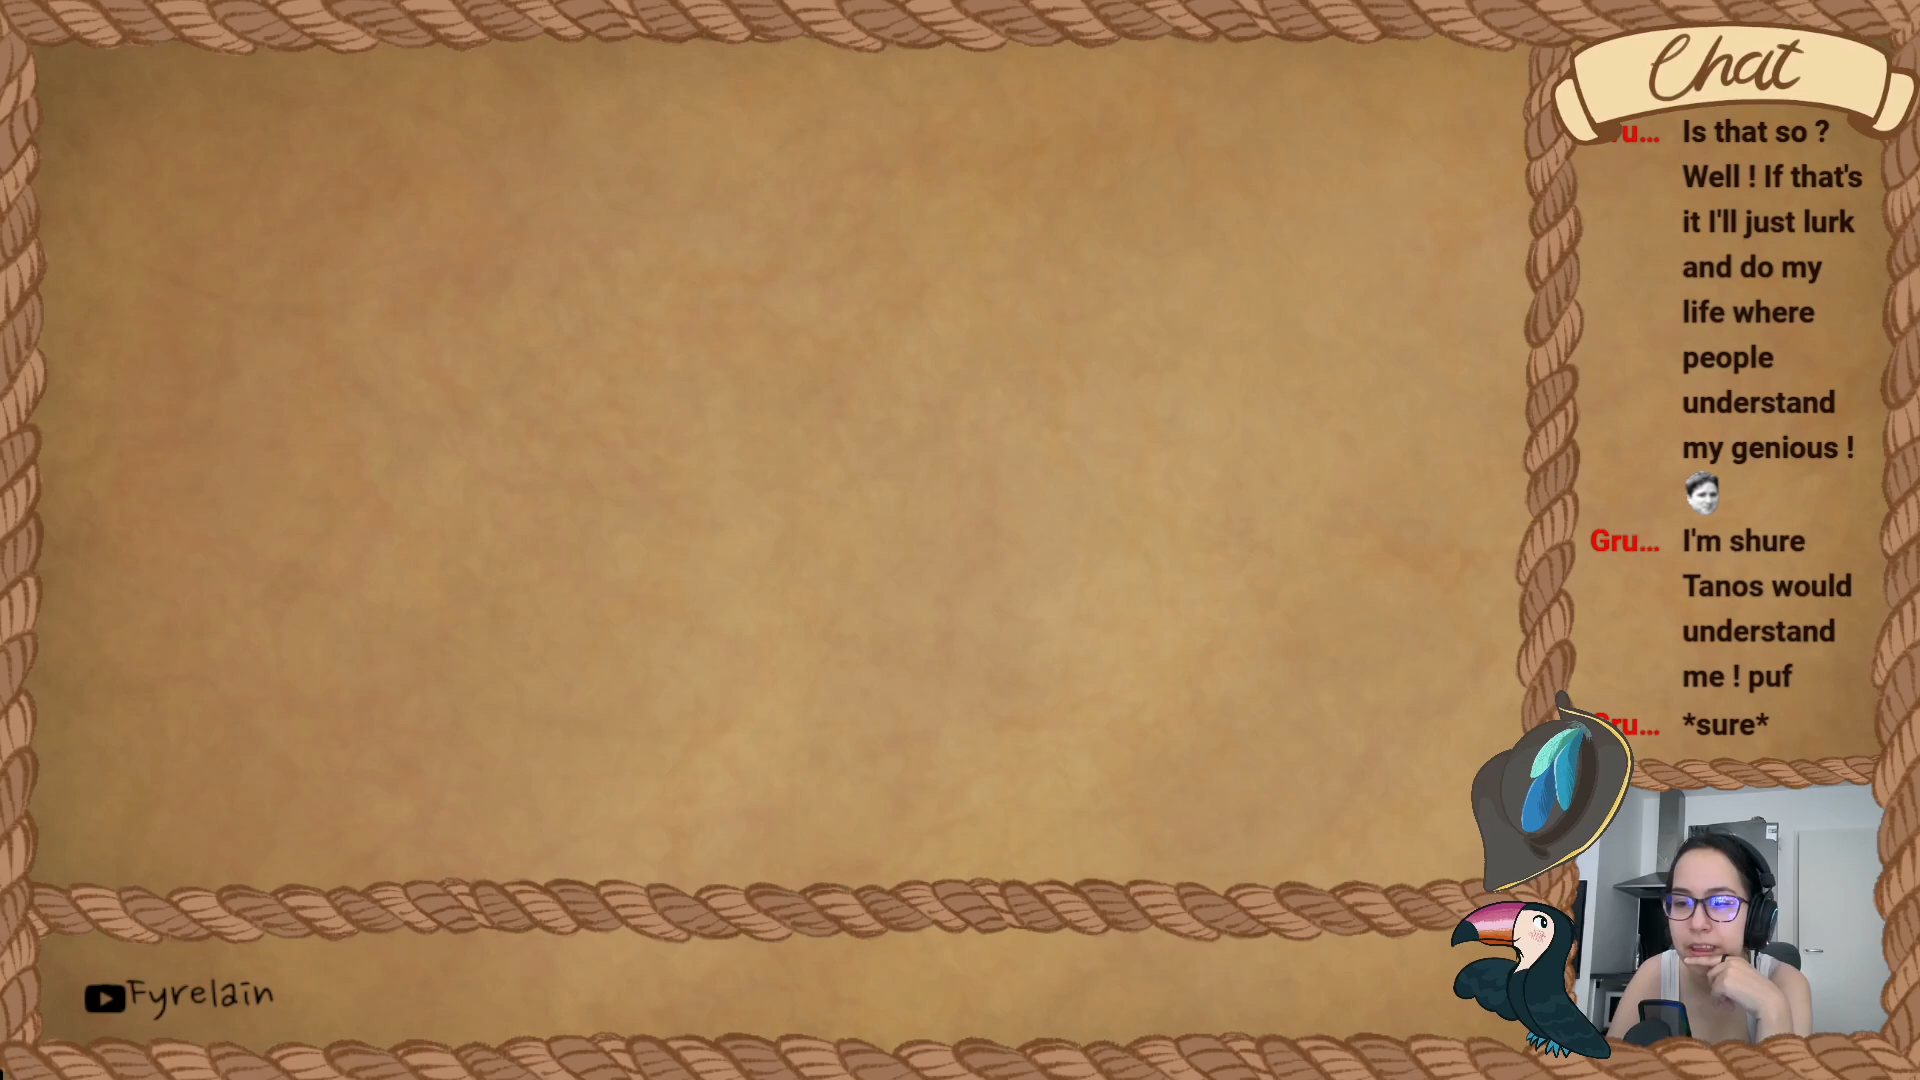 Chat
u... Is that so ?
Well ! If that's
it I'll just lurk
and do my
life where
people
understand
my genious !
Gru... I'm shure
Tanos would
understand
me ! puf
Gru... *sure*
Fyrelain